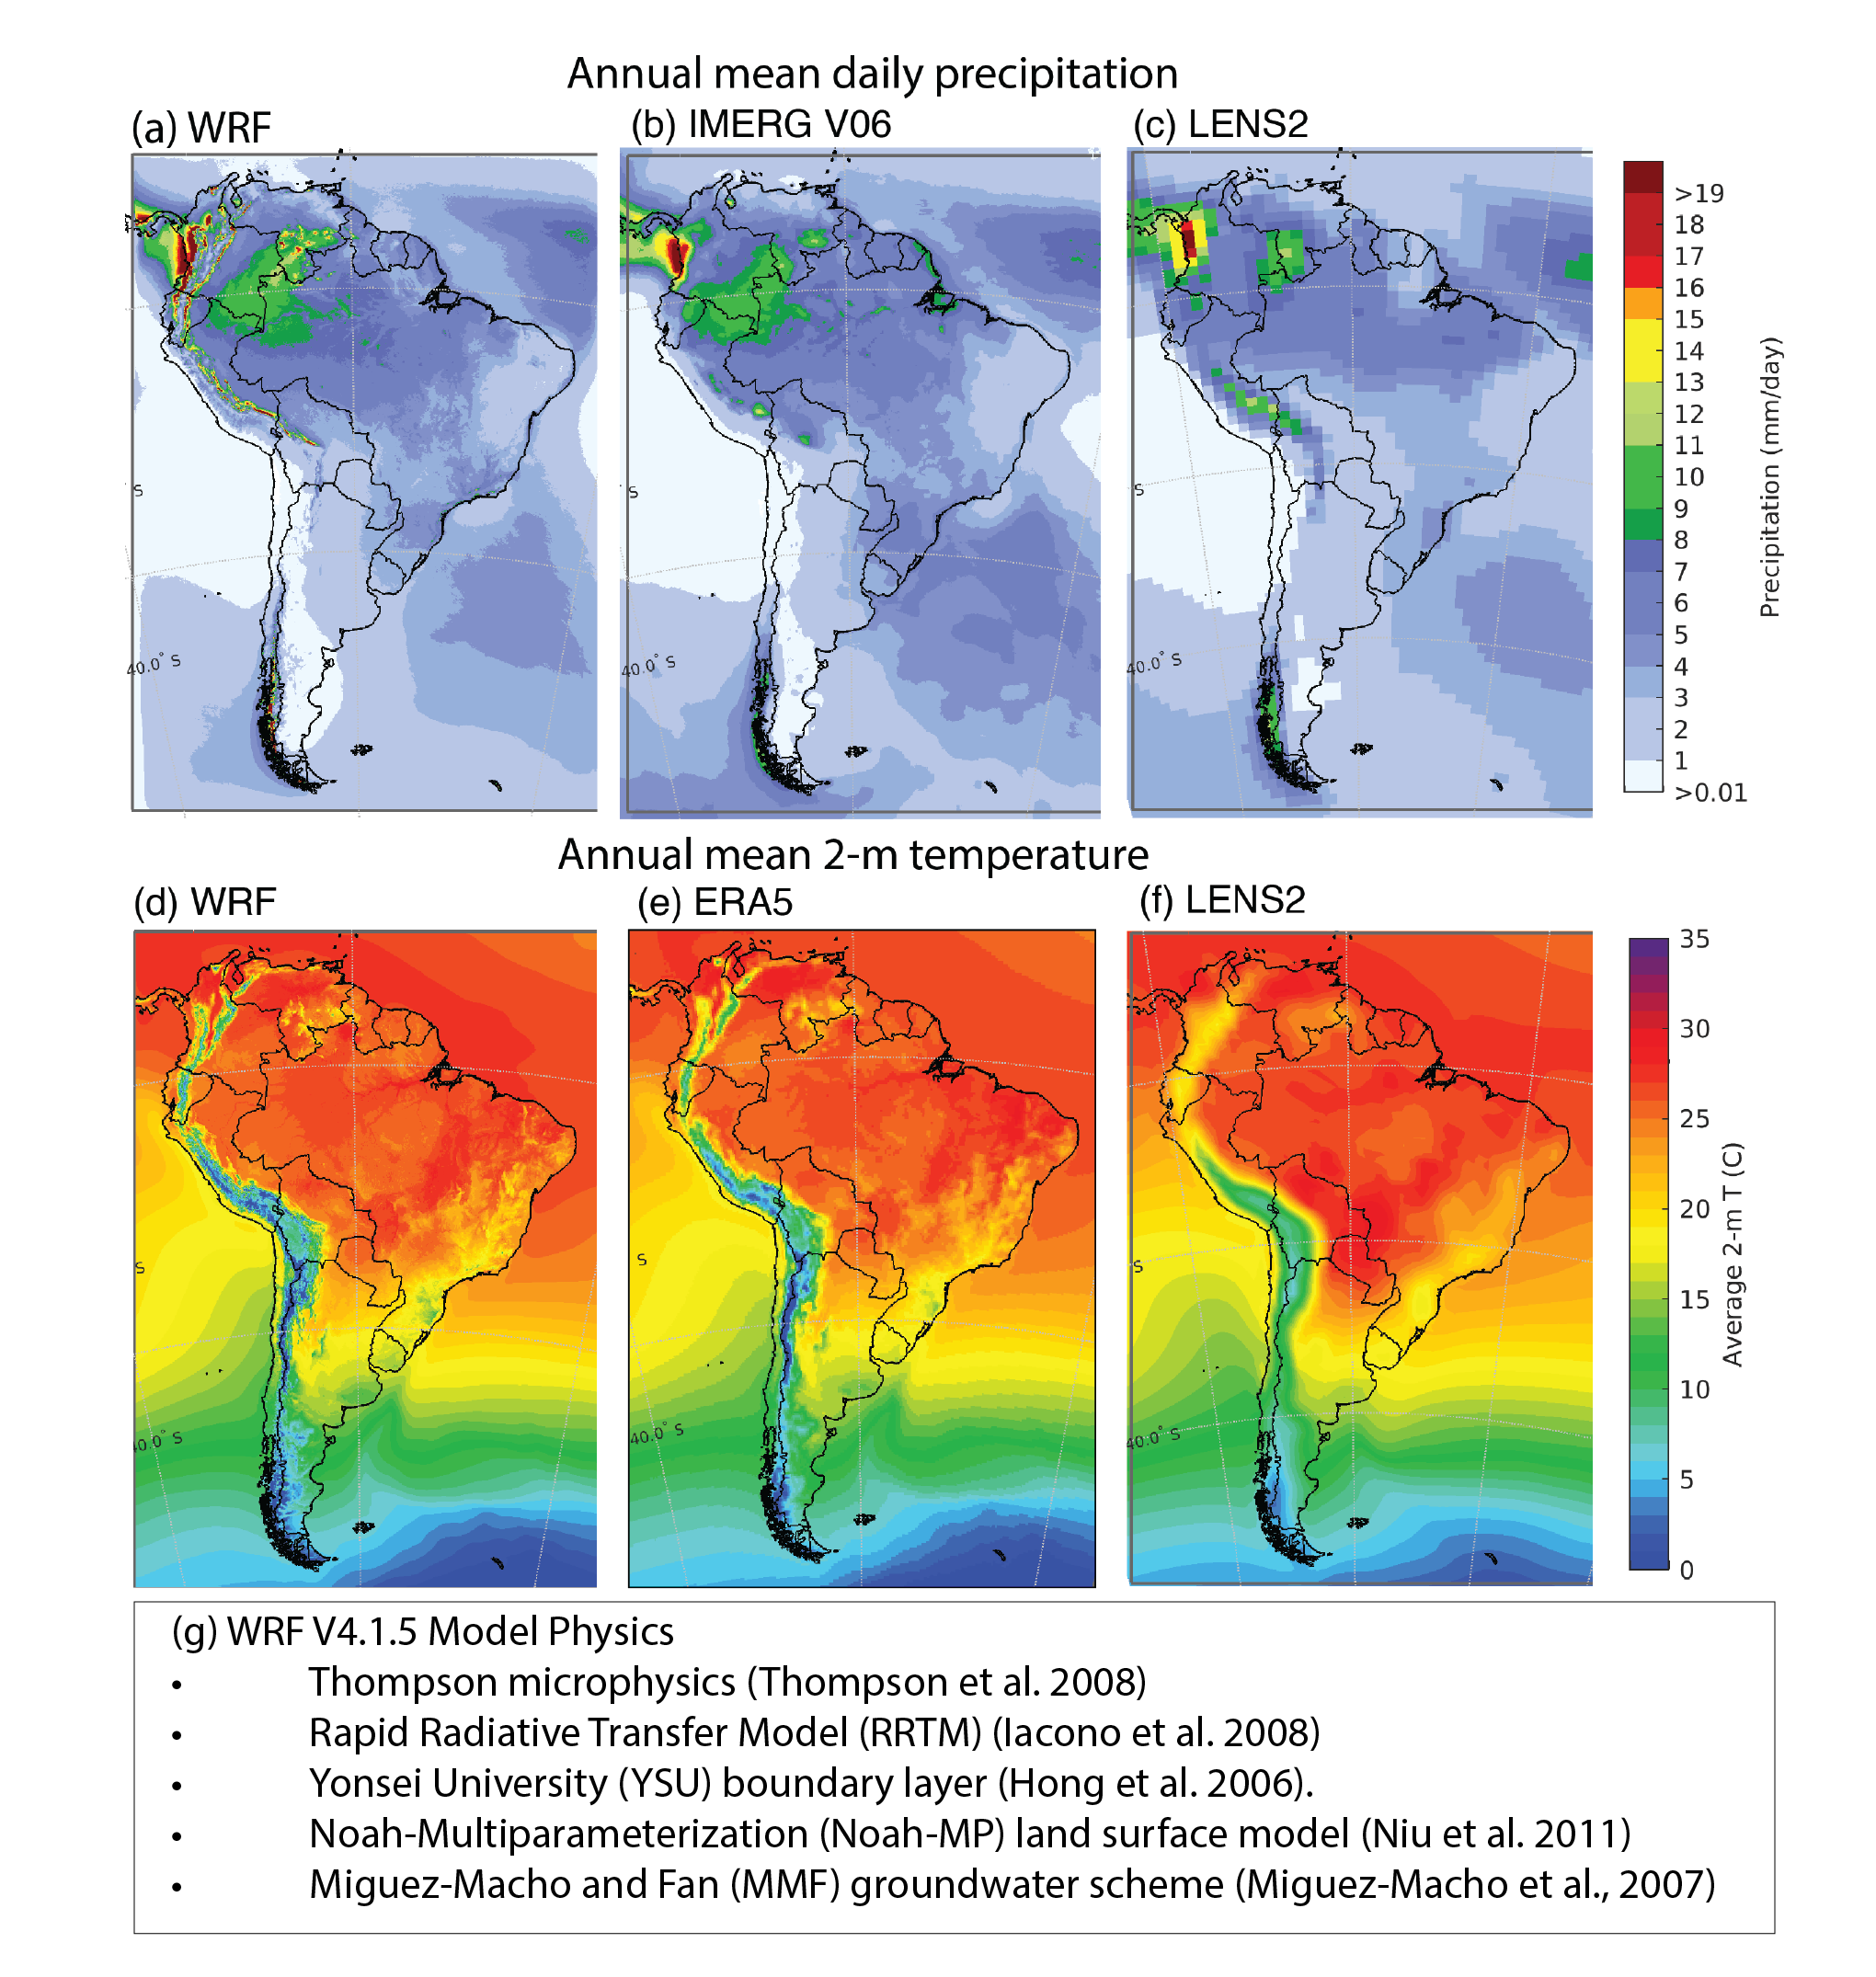 Annual mean daily precipitation
(a) WRF
(b) IMERG V06
(c) LENS2
S
40.0° S
S
40.0° S
S
40.0° S
>19
18
17
16
15
14
13
12
11
10
9
8
7
6
5
4
3
2
1
>0.01
Precipitation (mm/day)
Annual mean 2-m temperature
(d) WRF
(e) ERA5
(f) LENS2
S
40.0° S
S
40.0° S
S
40.0° S
35
30
25
20
15
10
5
0
Average 2-m T (C)
(g) WRF V4.1.5 Model Physics
• Thompson microphysics (Thompson et al. 2008)
• Rapid Radiative Transfer Model (RRTM) (Iacono et al. 2008)
• Yonsei University (YSU) boundary layer (Hong et al. 2006).
• Noah-Multiparameterization (Noah-MP) land surface model (Niu et al. 2011)
• Miguez-Macho and Fan (MMF) groundwater scheme (Miguez-Macho et al., 2007)